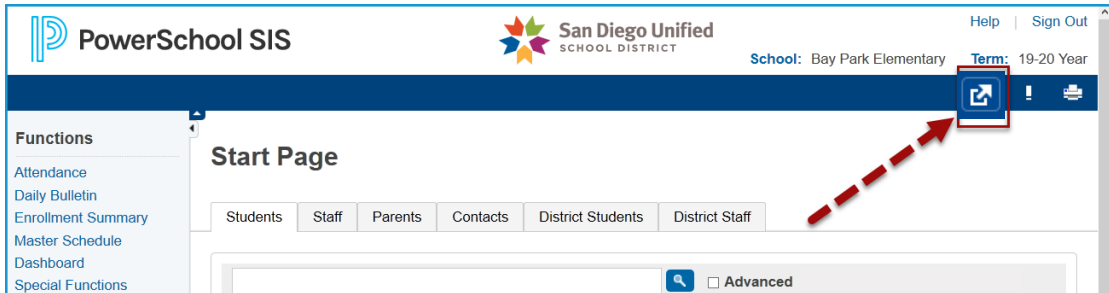 PowerSchool SIS
San Diego Unified
SCHOOL DISTRICT
Help | Sign Out
School: Bay Park Elementary Term: 19-20 Year
Functions
Attendance
Daily Bulletin
Enrollment Summary
Master Schedule
Dashboard
Special Functions
Start Page
Students Staff Parents Contacts District Students District Staff
Advanced